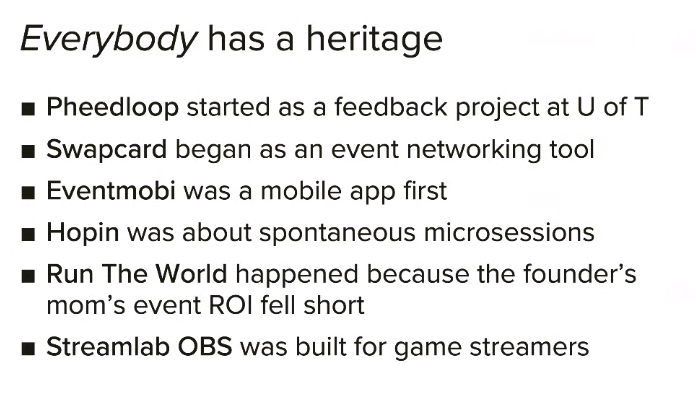 Everybody has a heritage
■ Pheedloop started as a feedback project at U of T
■ Swapcard began as an event networking tool
■ Eventmobi was a mobile app first
■ Hopin was about spontaneous microsessions
■ Run The World happened because the founder’s
mom’s event ROI fell short
■ Streamlab OBS was built for game streamers